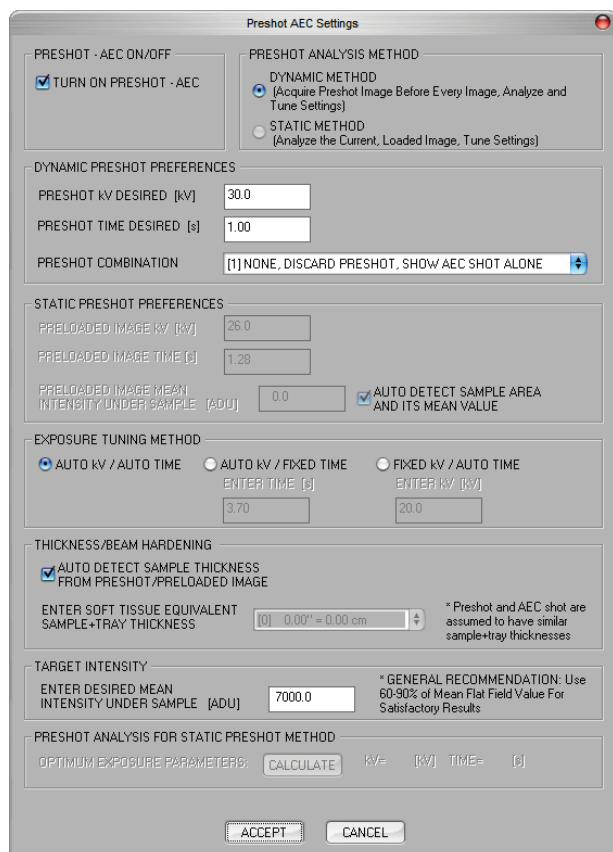 Preshot AEC Settings
PRESHOT - AEC ON/OFF
TURN ON PRESHOT - AEC
PRESHOT ANALYSIS METHOD
DYNAMIC METHOD
(Acquire Preshot Image Before Every Image, Analyze and
Tune Settings)
STATIC METHOD
(Analyze the Current, Loaded Image, Tune Settings)
DYNAMIC PRESHOT PREFERENCES
PRESHOT kV DESIRED [kV]
30.0
PRESHOT TIME DESIRED [s]
1.00
PRESHOT COMBINATION
[1] NONE, DISCARD PRESHOT, SHOW AEC SHOT ALONE
STATIC PRESHOT PREFERENCES
PRELOADED IMAGE kV [kV]
26.0
PRELOADED IMAGE TIME [s]
1.28
PRELOADED IMAGE MEAN
INTENSITY UNDER SAMPLE [ADU]
0.0
AUTO DETECT SAMPLE AREA
AND ITS MEAN VALUE
EXPOSURE TUNING METHOD
AUTO kV / AUTO TIME
AUTO kV / FIXED TIME
FIXED kV / AUTO TIME
ENTER TIME [s]
ENTER kV [kV]
3.70
20.0
THICKNESS/BEAM HARDENING
AUTO DETECT SAMPLE THICKNESS
FROM PRESHOT/PRELOADED IMAGE
ENTER SOFT TISSUE EQUIVALENT
SAMPLE+TRAY THICKNESS
[0] 0.00" = 0.00 cm
* Preshot and AEC shot are
assumed to have similar
sample+tray thicknesses
TARGET INTENSITY
ENTER DESIRED MEAN
INTENSITY UNDER SAMPLE [ADU]
7000.0
* GENERAL RECOMMENDATION: Use
60-90% of Mean Flat Field Value For
Satisfactory Results
PRESHOT ANALYSIS FOR STATIC PRESHOT METHOD
OPTIMUM EXPOSURE PARAMETERS:
CALCULATE
kV= [kV] TIME= [s]
ACCEPT
CANCEL